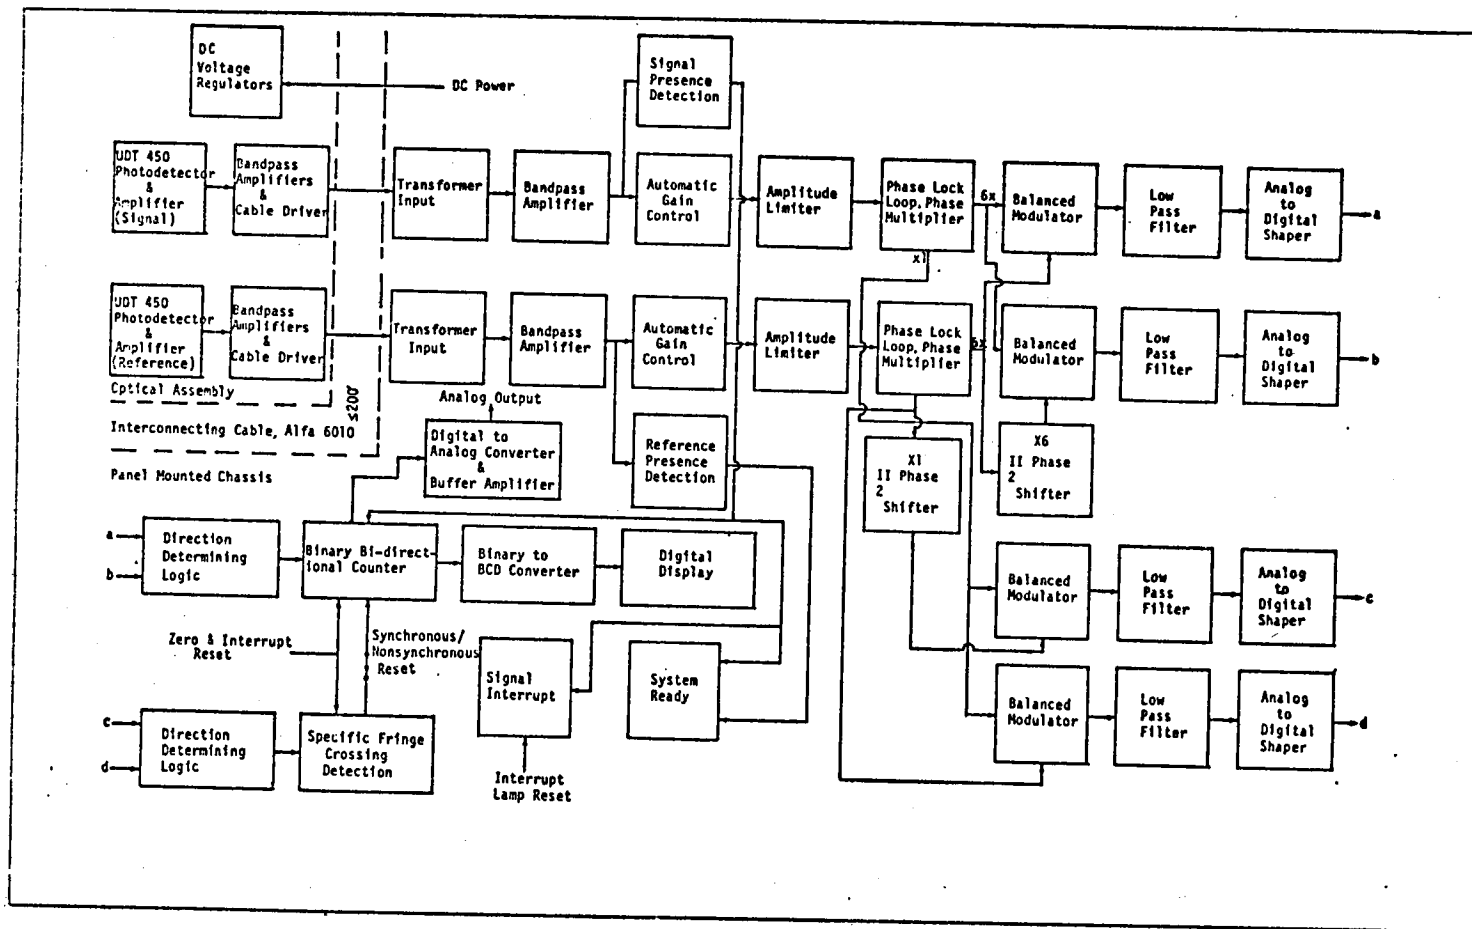 DC
Voltage
Regulators
DC Power
Signal
Presence
Detection
UDT 450
Photodetector
&
Amplifier
(Signal)
Bandpass
Amplifiers
&
Cable Driver
Transformer
Input
Bandpass
Amplifier
Automatic
Gain
Control
Amplitude
Limiter
Phase Lock
Loop, Phase
Multiplier
6x
x1
Balanced
Modulator
Low
Pass
Filter
Analog
to
Digital
Shaper
a
UDT 450
Photodetector
&
Amplifier
(Reference)
Bandpass
Amplifiers
&
Cable Driver
Transformer
Input
Bandpass
Amplifier
Automatic
Gain
Control
Amplitude
Limiter
Phase Lock
Loop, Phase
Multiplier
6x
Balanced
Modulator
Low
Pass
Filter
Analog
to
Digital
Shaper
b
Optical Assembly
≤200'
Interconnecting Cable, Alfa 6010
Panel Mounted Chassis
Analog Output
Digital to
Analog Converter
&
Buffer Amplifier
Reference
Presence
Detection
X1
II Phase
2
Shifter
X6
II Phase
2
Shifter
a
b
Direction
Determining
Logic
Binary Bi-direct-
ional Counter
Binary to
BCD Converter
Digital
Display
Balanced
Modulator
Low
Pass
Filter
Analog
to
Digital
Shaper
c
Zero & Interrupt
Reset
Synchronous/
Nonsynchronous
Reset
Signal
Interrupt
System
Ready
Interrupt
Lamp Reset
c
d
Direction
Determining
Logic
Specific Fringe
Crossing
Detection
Balanced
Modulator
Low
Pass
Filter
Analog
to
Digital
Shaper
d